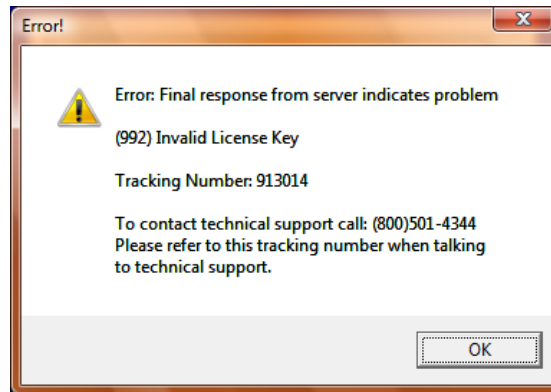 Error!
Error: Final response from server indicates problem
(992) Invalid License Key
Tracking Number: 913014
To contact technical support call: (800)501-4344
Please refer to this tracking number when talking
to technical support.
OK